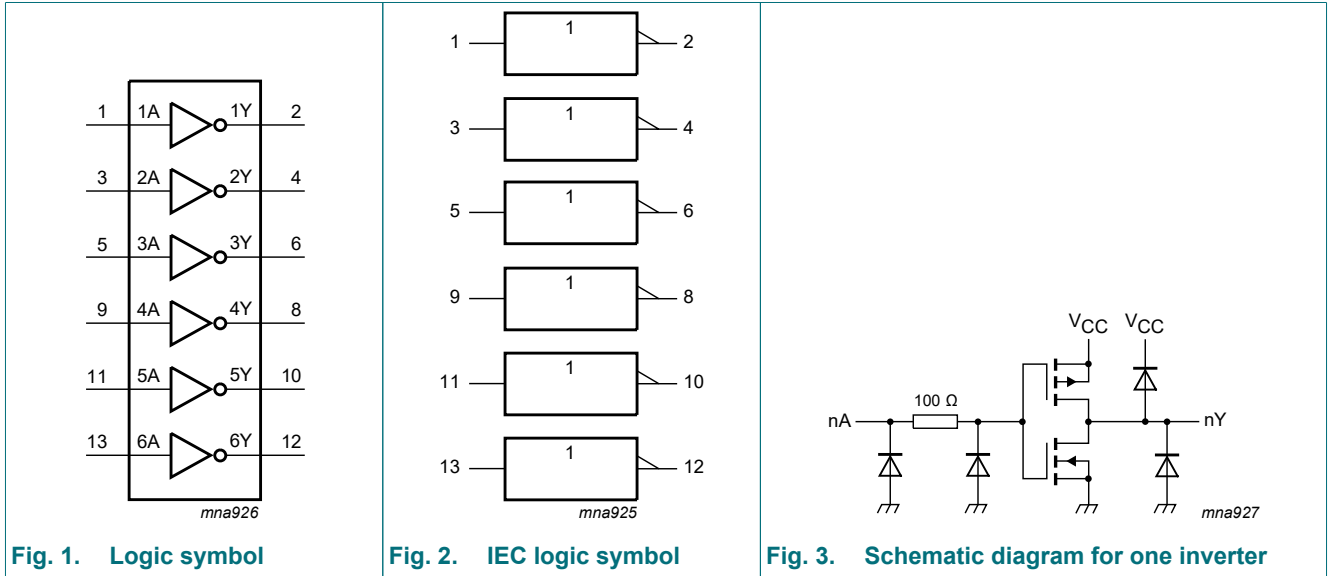 1 1A 1Y 2
3 2A 2Y 4
5 3A 3Y 6
9 4A 4Y 8
11 5A 5Y 10
13 6A 6Y 12
mna926
Fig. 1. Logic symbol
1 1 2
3 1 4
5 1 6
9 1 8
11 1 10
13 1 12
mna925
Fig. 2. IEC logic symbol
VCC VCC
100 Ω
nA nY
mna927
Fig. 3. Schematic diagram for one inverter